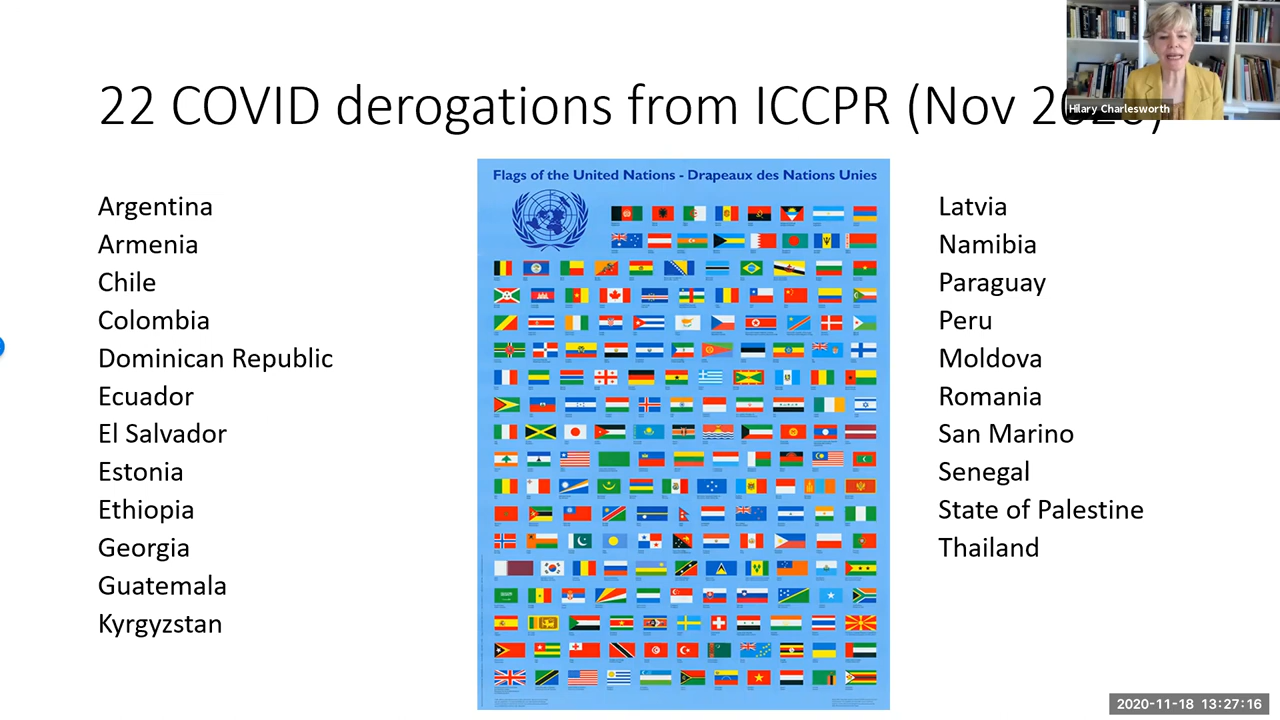 22 COVID derogations from ICCPR (Nov 2020)
Hilary Charlesworth
Argentina
Armenia
Chile
Colombia
Dominican Republic
Ecuador
El Salvador
Estonia
Ethiopia
Georgia
Guatemala
Kyrgyzstan
Flags of the United Nations - Drapeaux des Nations Unies
Latvia
Namibia
Paraguay
Peru
Moldova
Romania
San Marino
Senegal
State of Palestine
Thailand
2020-11-18 13:27:16